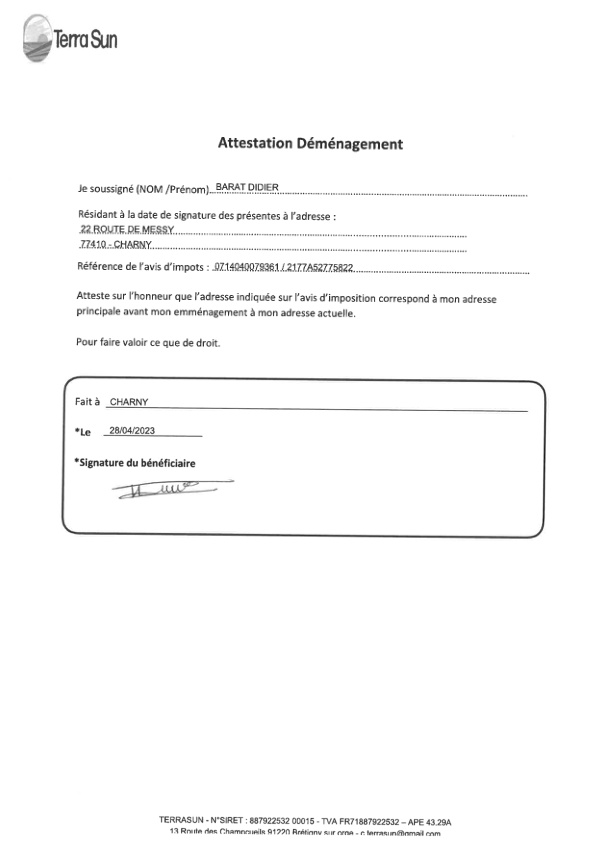 Terra Sun
Attestation Déménagement
Je soussigné (NOM /Prénom) BARAT DIDIER
Résidant à la date de signature des présentes à l'adresse :
22 ROUTE DE MESSY
77410 - CHARNY
Référence de l'avis d'impots : 0714040079361 / 2177A52775822
Atteste sur l'honneur que l'adresse indiquée sur l'avis d'imposition correspond à mon adresse
principale avant mon emménagement à mon adresse actuelle.
Pour faire valoir ce que de droit.
Fait à CHARNY
*Le 28/04/2023
*Signature du bénéficiaire
TERRASUN - N°SIRET : 887922532 00015 - TVA FR71887922532 – APE 43.29A
13 Route des Champcueils 91220 Brétigny sur orge - c.terrasun@gmail.com